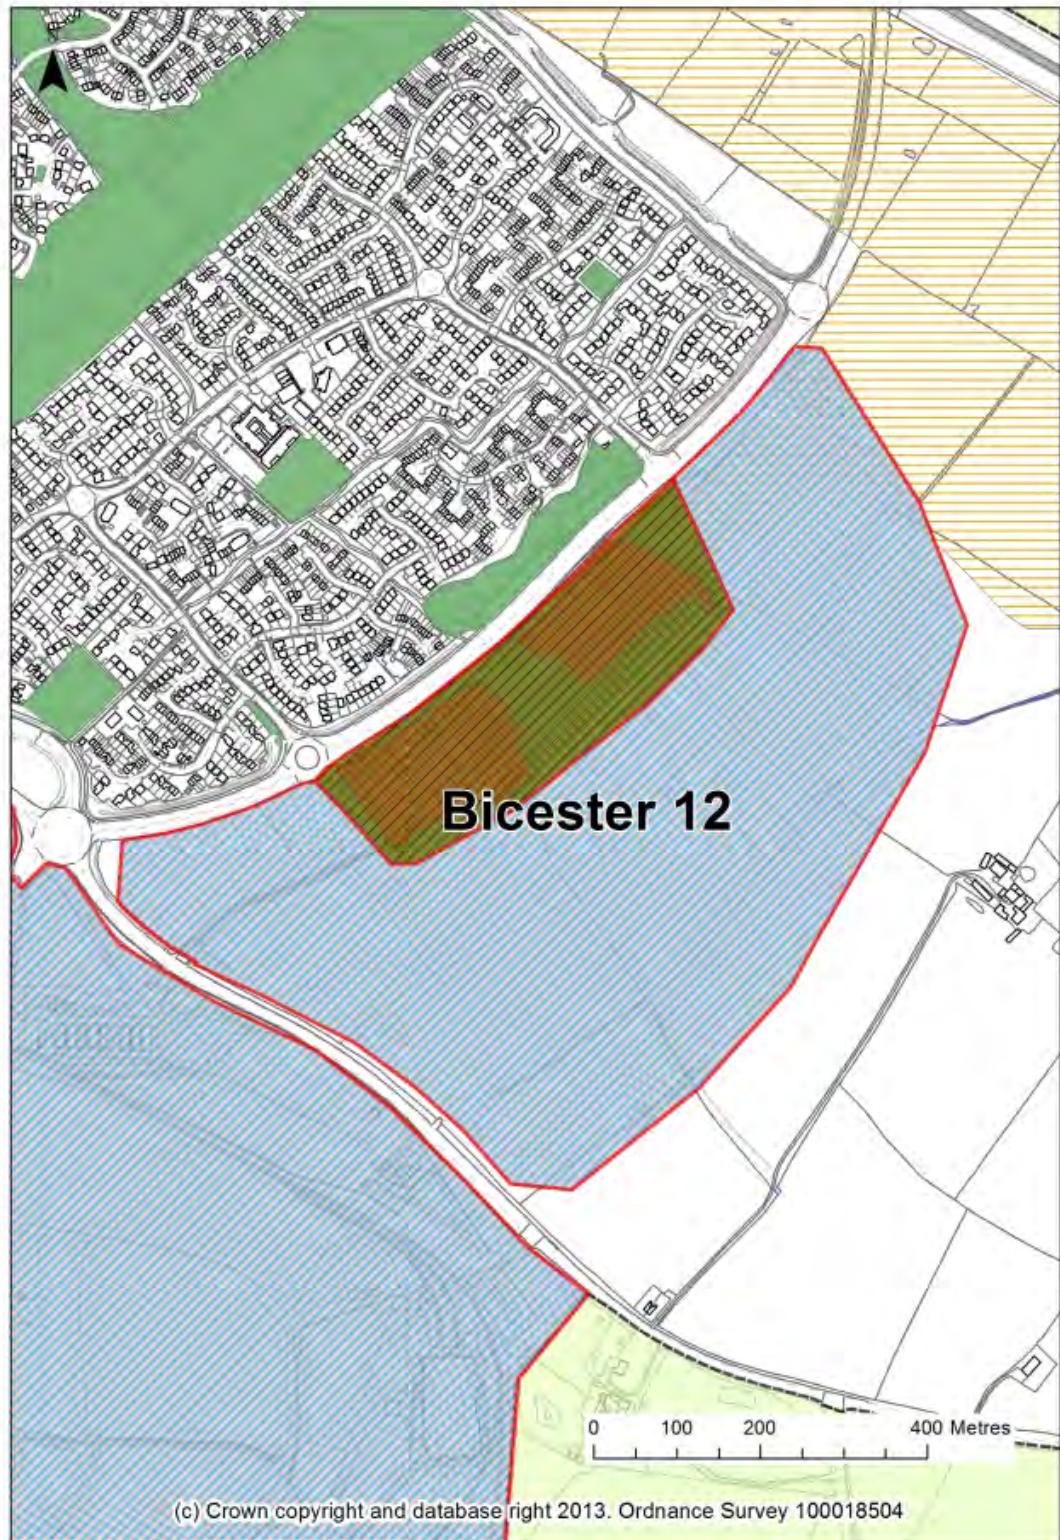 Bicester 12
0 100 200 400 Metres
(c) Crown copyright and database right 2013. Ordnance Survey 100018504